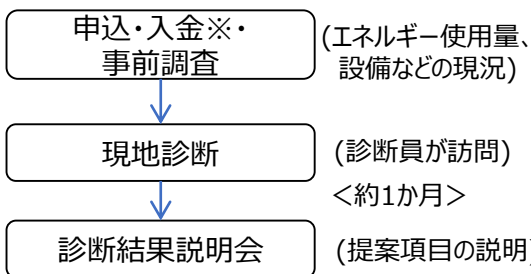 申込・入金※・
事前調査
(エネルギー使用量、
設備などの現況)
現地診断
(診断員が訪問)
<約1か月>
診断結果説明会
(提案項目の説明)